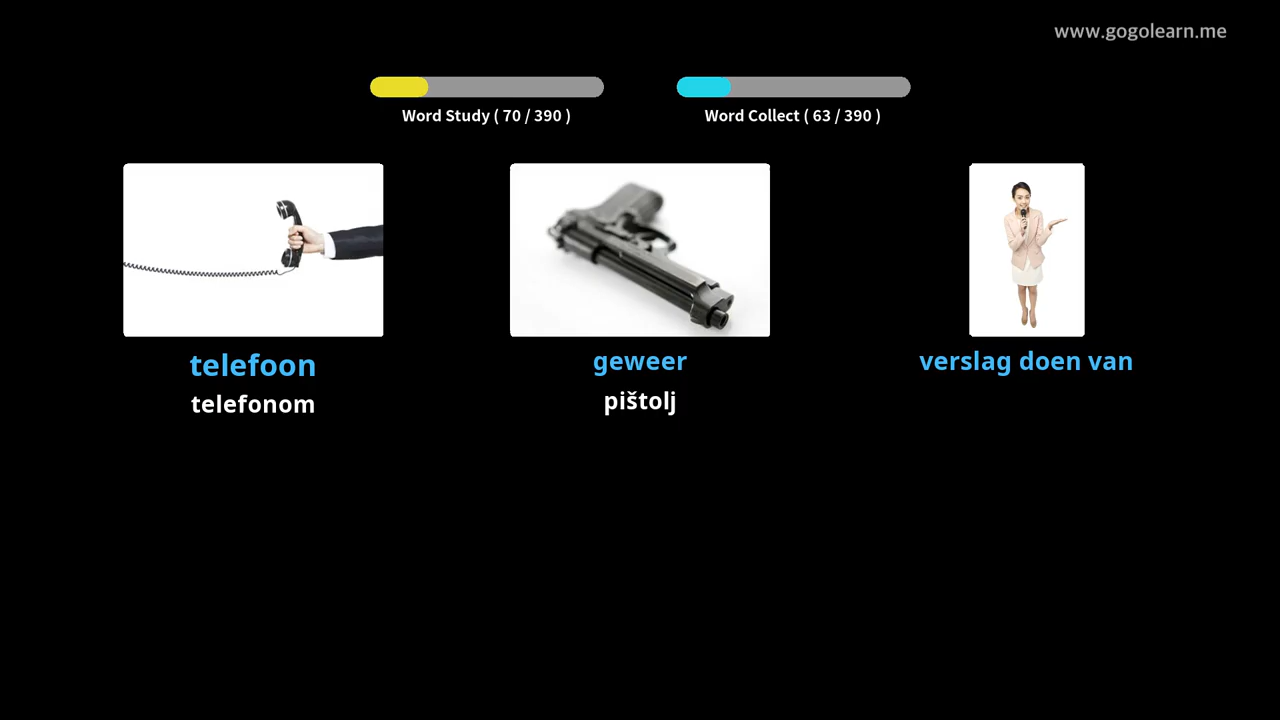 www.gogolearn.me
Word Study ( 70 / 390 )
Word Collect ( 63 / 390 )
telefoon
telefonom
geweer
pištolj
verslag doen van